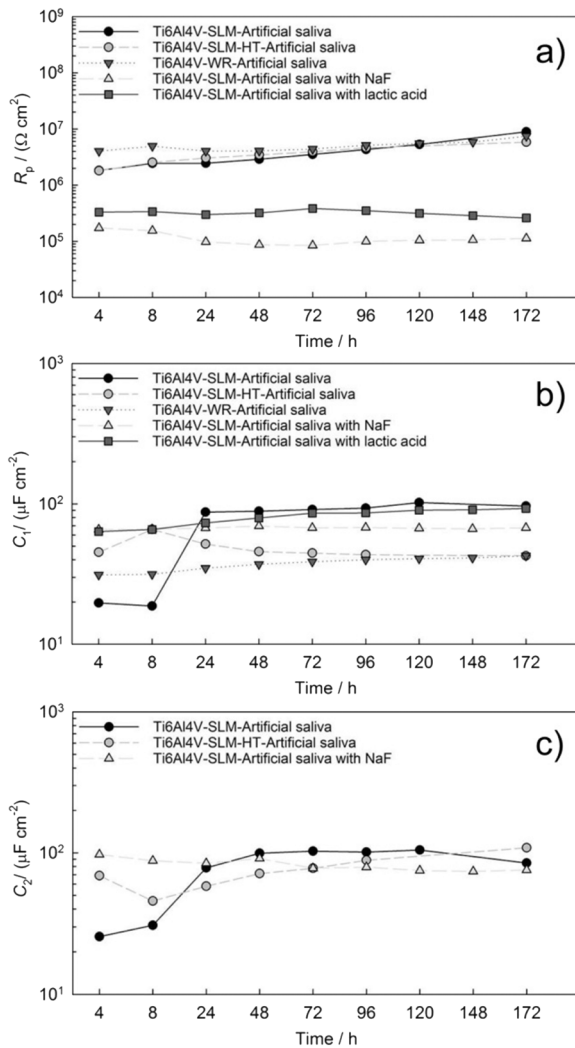 a)
Ti6Al4V-SLM-Artificial saliva
Ti6Al4V-SLM-HT-Artificial saliva
Ti6Al4V-WR-Artificial saliva
Ti6Al4V-SLM-Artificial saliva with NaF
Ti6Al4V-SLM-Artificial saliva with lactic acid
10⁹
10⁸
10⁷
10⁶
10⁵
10⁴
Rₚ / (Ω cm²)
4 8 24 48 72 96 120 148 172
Time / h
b)
Ti6Al4V-SLM-Artificial saliva
Ti6Al4V-SLM-HT-Artificial saliva
Ti6Al4V-WR-Artificial saliva
Ti6Al4V-SLM-Artificial saliva with NaF
Ti6Al4V-SLM-Artificial saliva with lactic acid
10³
10²
10¹
C₁/ (μF cm⁻²)
4 8 24 48 72 96 120 148 172
Time / h
c)
Ti6Al4V-SLM-Artificial saliva
Ti6Al4V-SLM-HT-Artificial saliva
Ti6Al4V-SLM-Artificial saliva with NaF
10³
10²
10¹
C₂/ (μF cm⁻²)
4 8 24 48 72 96 120 148 172
Time / h